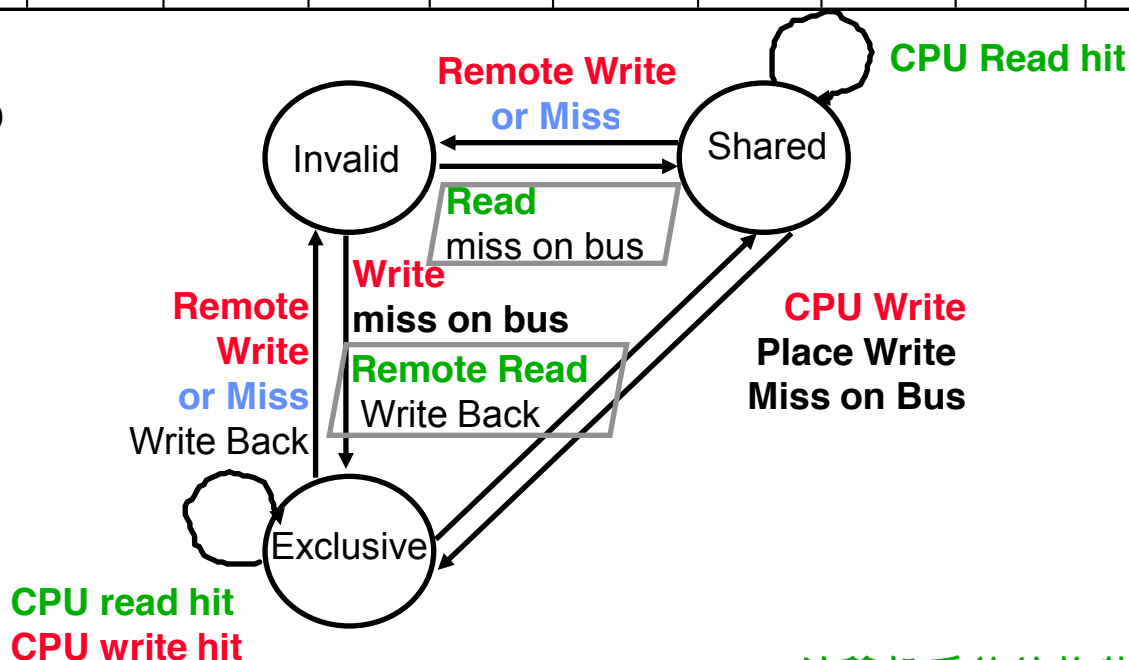 CPU Read hit
Remote Write
or Miss
Invalid
Shared
Read
miss on bus
Write
miss on bus
Remote
Write
or Miss
Write Back
Remote Read
Write Back
CPU Write
Place Write
Miss on Bus
Exclusive
CPU read hit
CPU write hit